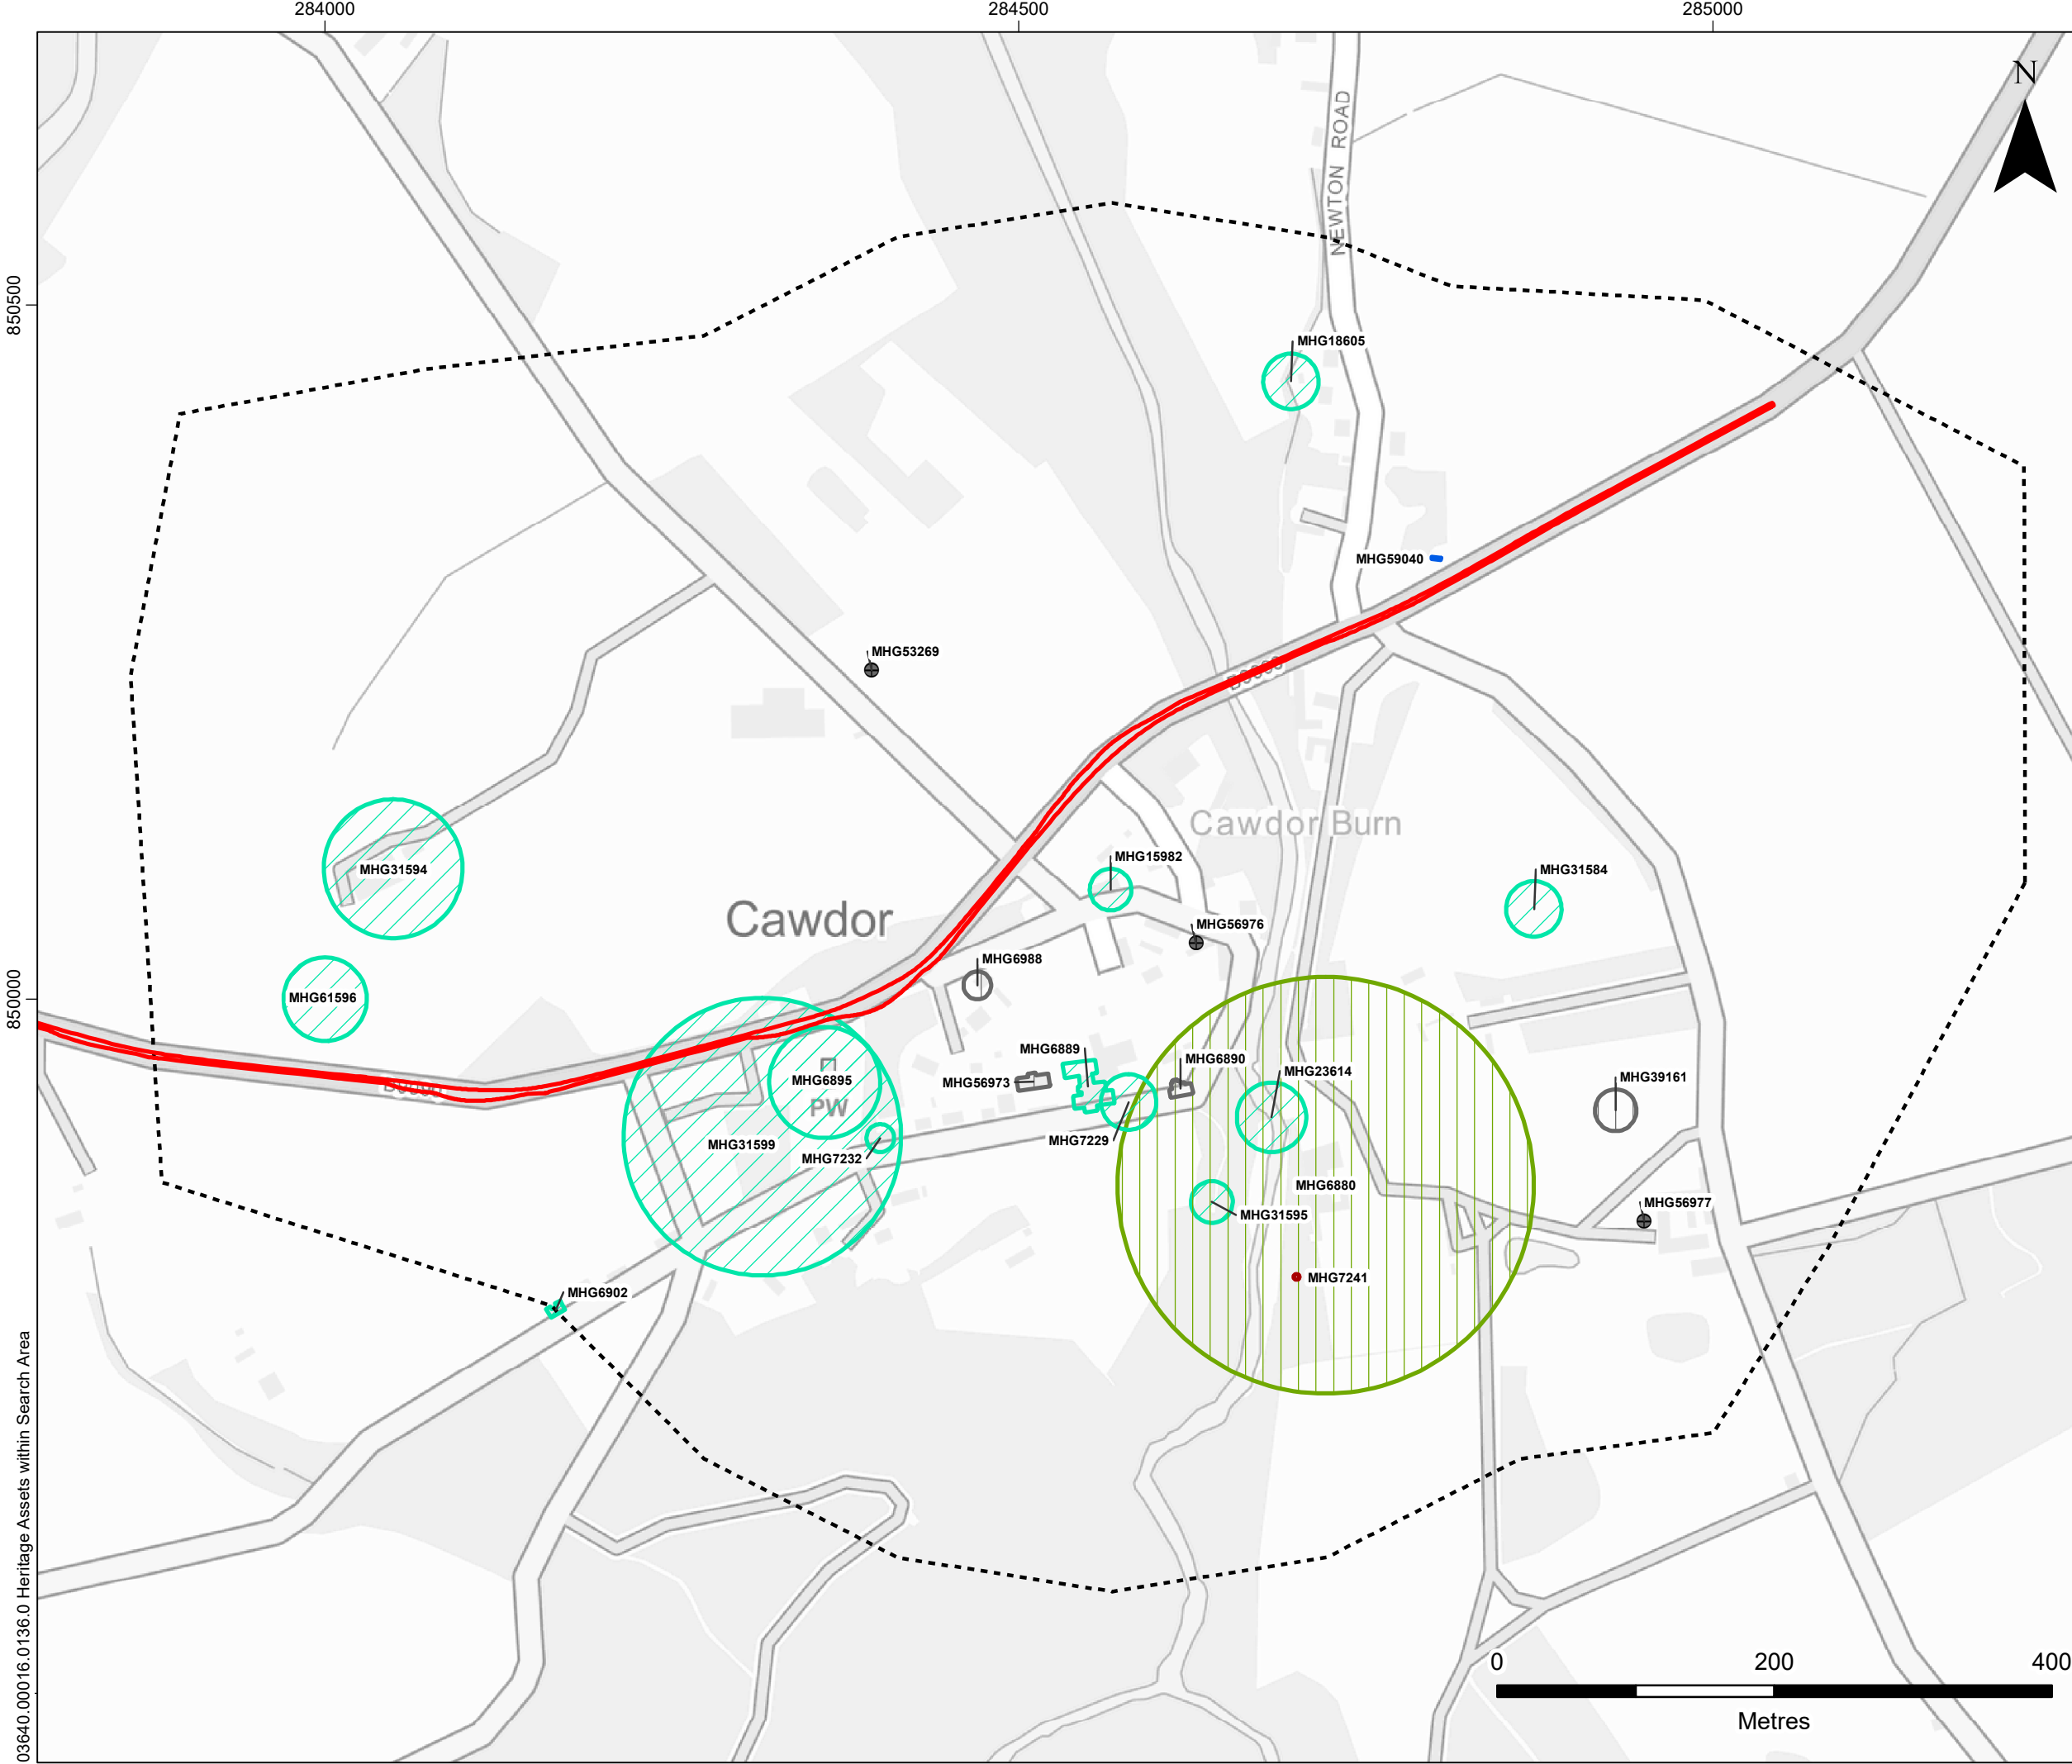 284000
284500
285000
N
NEWTON ROAD
850500
MHG18605
MHG59040
MHG53269
Cawdor Burn
MHG15982
MHG31584
MHG31594
Cawdor
MHG56976
MHG6988
MHG61596
850000
MHG6889
MHG6890
MHG23614
MHG39161
MHG6895
MHG56973
PW
MHG31599
MHG7229
MHG7232
MHG6880
MHG56977
MHG31595
MHG7241
MHG6902
03640.00016.0136.0 Heritage Assets within Search Area
0
200
400
Metres